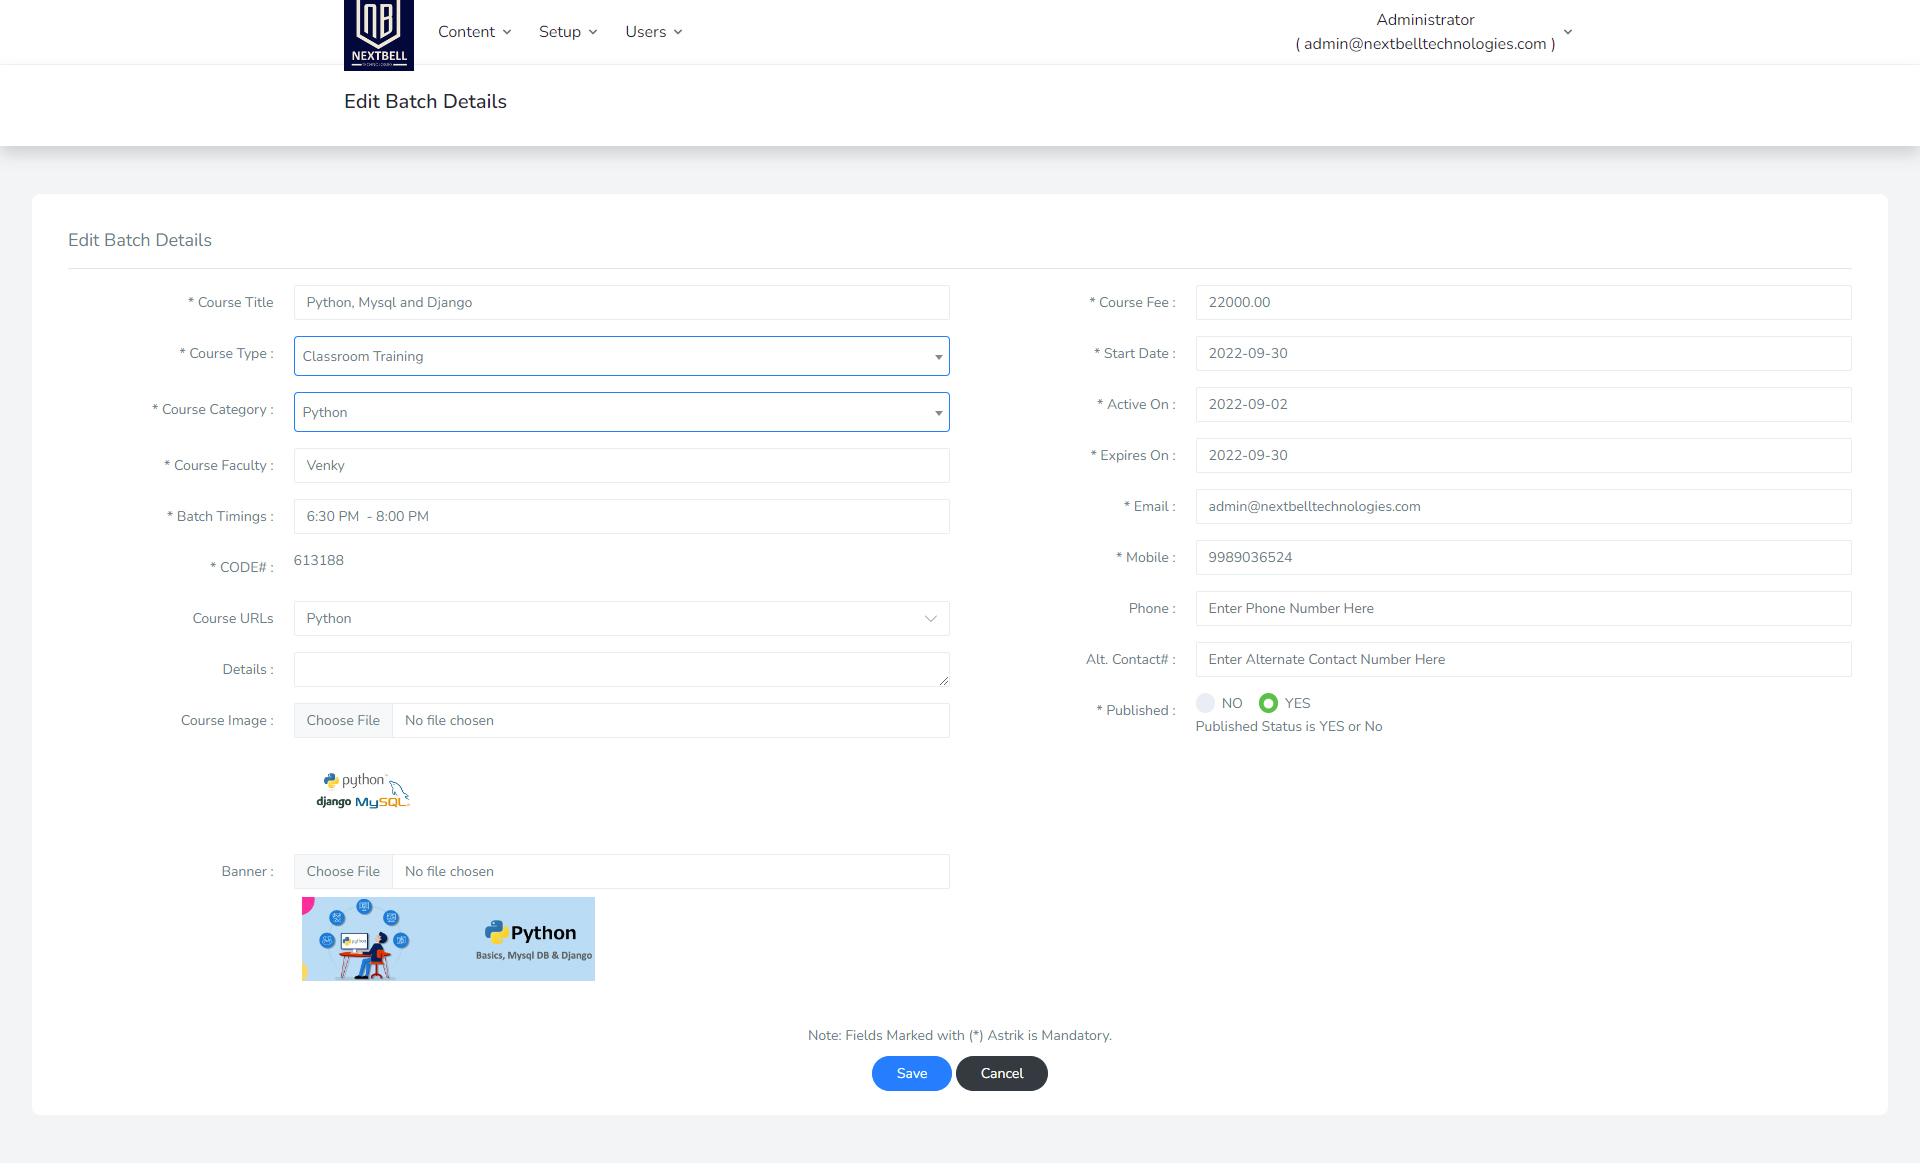 NEXTBELL
Content
Setup
Users
Administrator
( admin@nextbelltechnologies.com )
Edit Batch Details
Edit Batch Details
* Course Title
Python, Mysql and Django
* Course Type :
Classroom Training
* Course Category :
Python
* Course Faculty :
Venky
* Batch Timings :
6:30 PM  - 8:00 PM
* CODE# :
613188
Course URLs
Python
Details :
Course Image :
Choose File
No file chosen
python
django MySQL
Banner :
Choose File
No file chosen
python
Python
Basics, Mysql DB & Django
* Course Fee :
22000.00
* Start Date :
2022-09-30
* Active On :
2022-09-02
* Expires On :
2022-09-30
* Email :
admin@nextbelltechnologies.com
* Mobile :
9989036524
Phone :
Enter Phone Number Here
Alt. Contact# :
Enter Alternate Contact Number Here
* Published :
NO
YES
Published Status is YES or No
Note: Fields Marked with (*) Astrik is Mandatory.
Save
Cancel